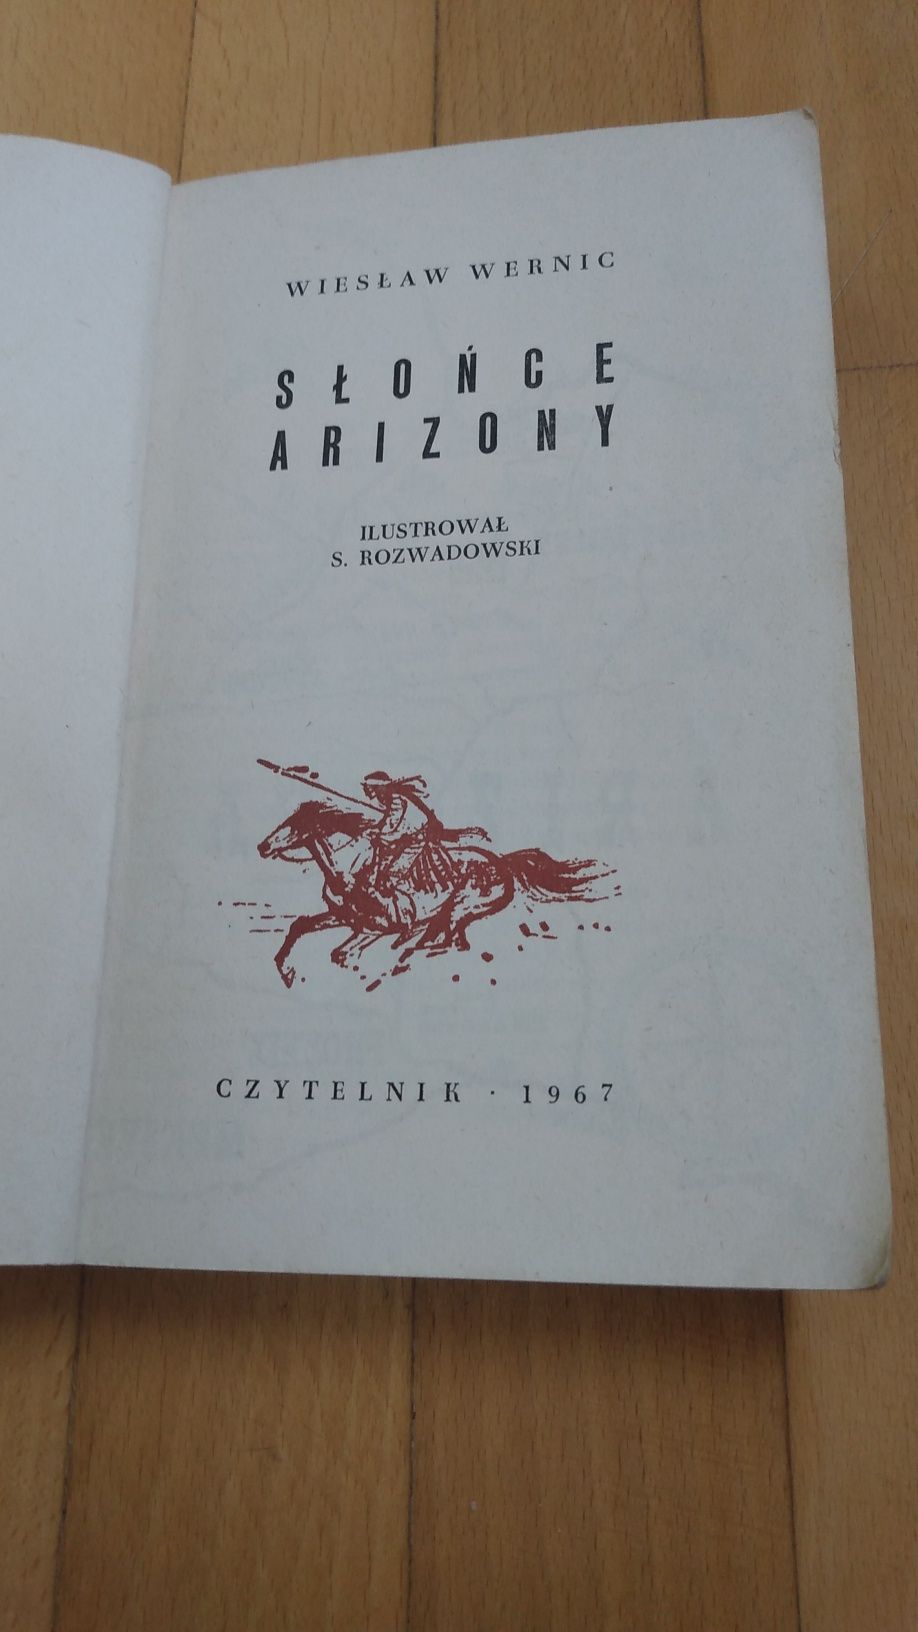 WIESŁAW WERNIC
SŁOŃCE
ARIZONY
ILUSTROWAŁ
S. ROZWADOWSKI
CZYTELNIK · 1967